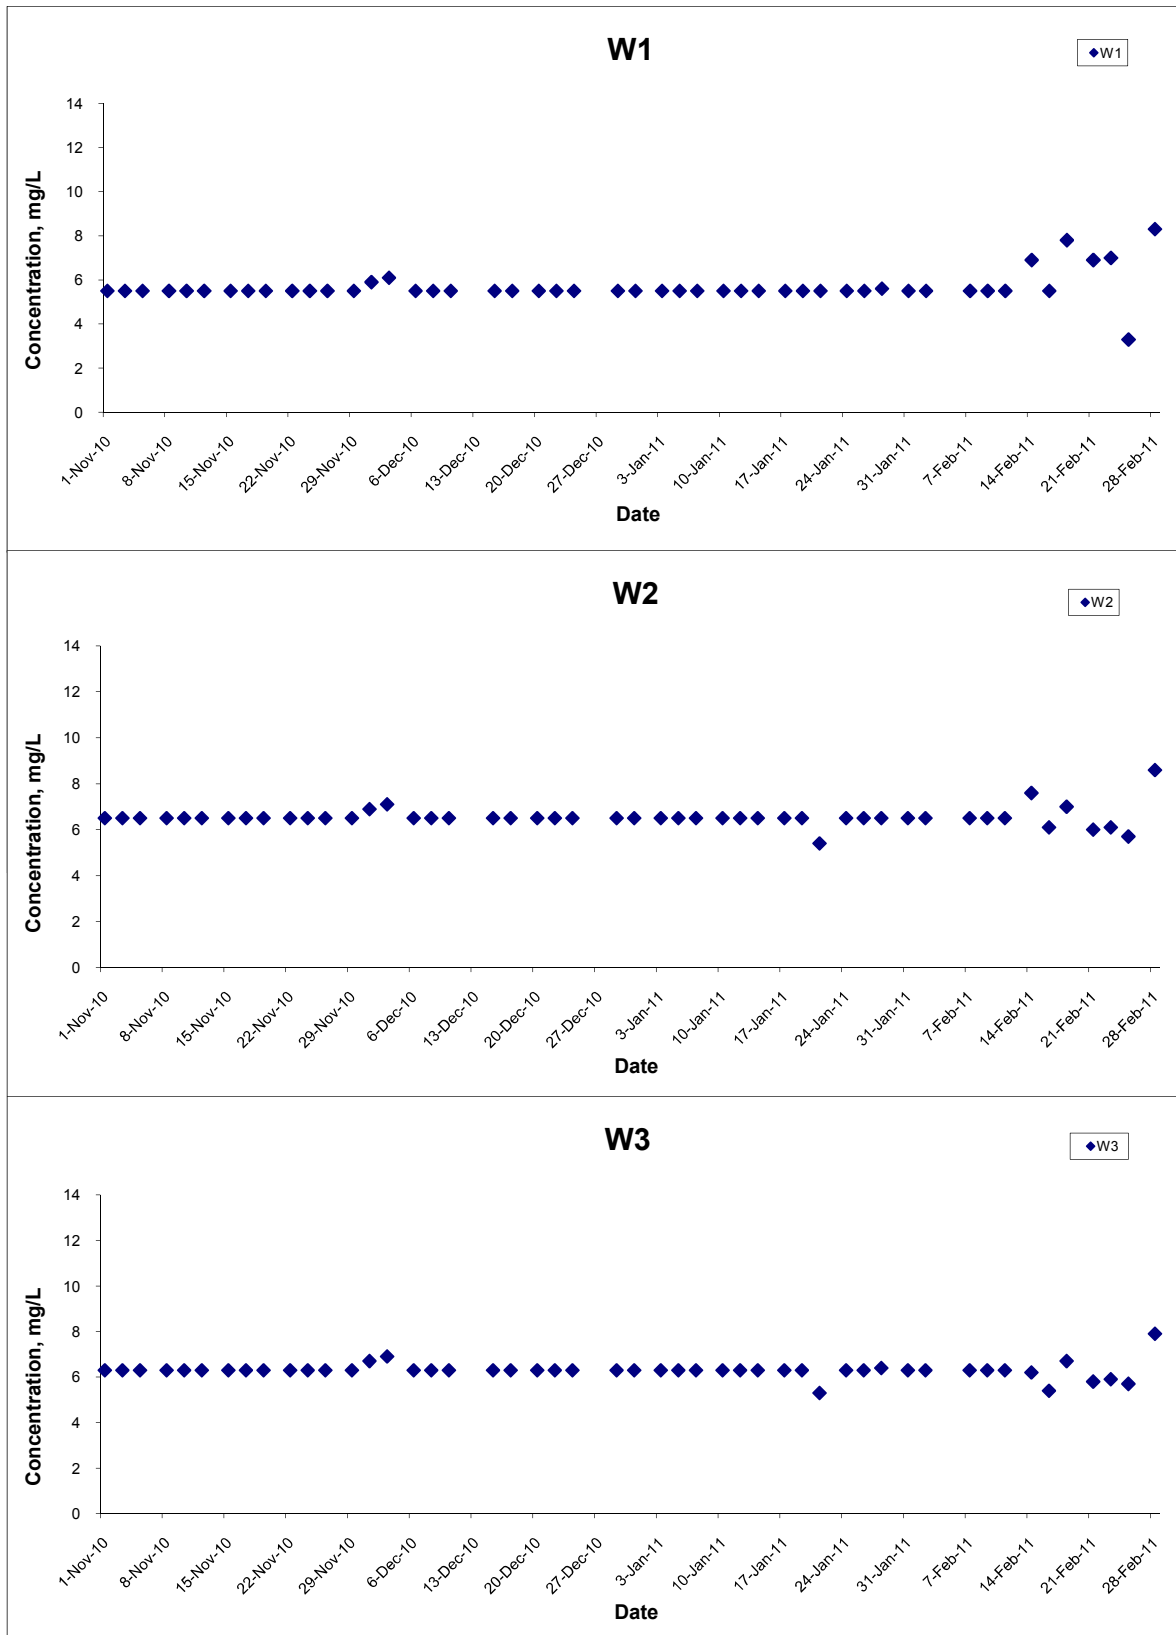 W1
W1
14
12
10
8
6
4
2
0
Concentration, mg/L
1-Nov-10 8-Nov-10 15-Nov-10 22-Nov-10 29-Nov-10 6-Dec-10 13-Dec-10 20-Dec-10 27-Dec-10 3-Jan-11 10-Jan-11 17-Jan-11 24-Jan-11 31-Jan-11 7-Feb-11 14-Feb-11 21-Feb-11 28-Feb-11
Date
W2
W2
14
12
10
8
6
4
2
0
Concentration, mg/L
1-Nov-10 8-Nov-10 15-Nov-10 22-Nov-10 29-Nov-10 6-Dec-10 13-Dec-10 20-Dec-10 27-Dec-10 3-Jan-11 10-Jan-11 17-Jan-11 24-Jan-11 31-Jan-11 7-Feb-11 14-Feb-11 21-Feb-11 28-Feb-11
Date
W3
W3
14
12
10
8
6
4
2
0
Concentration, mg/L
1-Nov-10 8-Nov-10 15-Nov-10 22-Nov-10 29-Nov-10 6-Dec-10 13-Dec-10 20-Dec-10 27-Dec-10 3-Jan-11 10-Jan-11 17-Jan-11 24-Jan-11 31-Jan-11 7-Feb-11 14-Feb-11 21-Feb-11 28-Feb-11
Date